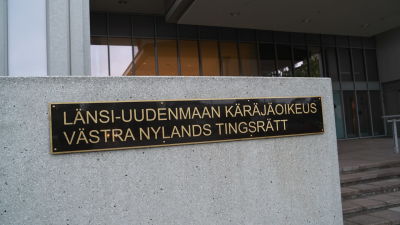 LÄNSI-UUDENMAAN KÄRÄJÄOIKEUS
VÄSTRA NYLANDS TINGSRÄTT